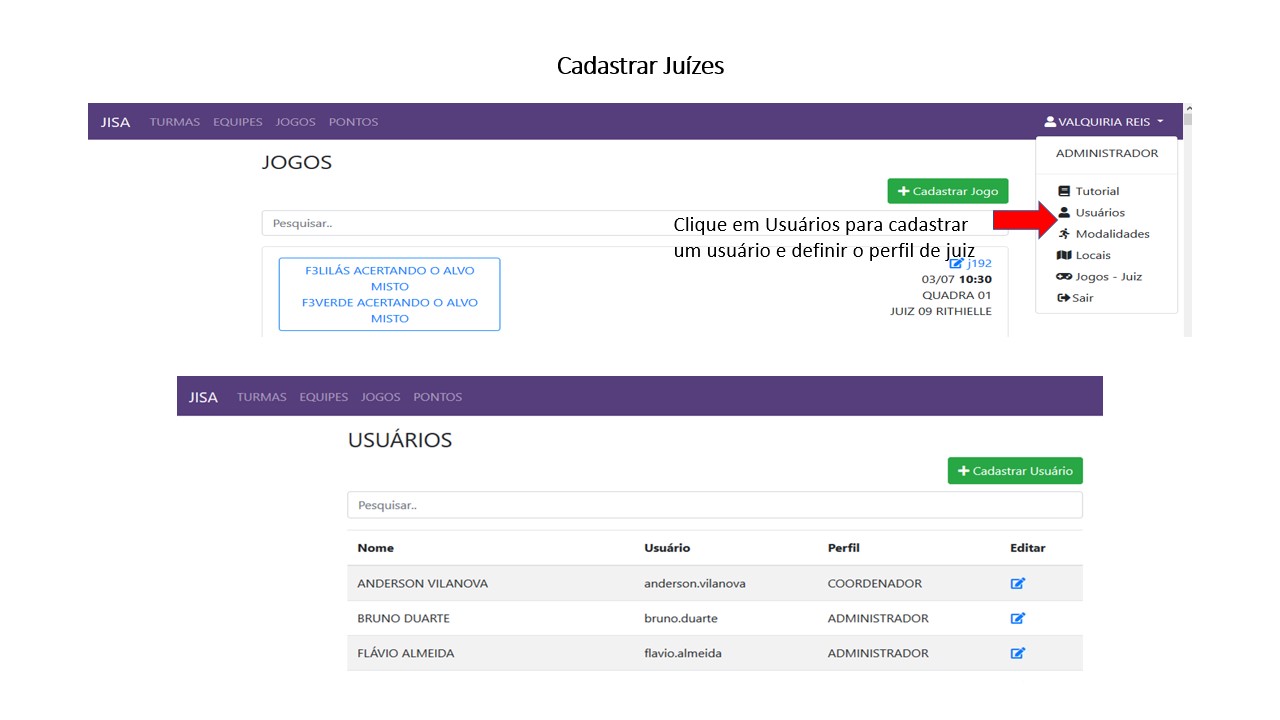 Cadastrar Juízes
JISA TURMAS EQUIPES JOGOS PONTOS VALQUIRIA REIS
ADMINISTRADOR
Tutorial
Usuários
Modalidades
Locais
Jogos - Juiz
Sair
JOGOS
Cadastrar Jogo
Pesquisar..
Clique em Usuários para cadastrar
um usuário e definir o perfil de juiz
F3LILÁS ACERTANDO O ALVO
MISTO
F3VERDE ACERTANDO O ALVO
MISTO
j192
03/07 10:30
QUADRA 01
JUIZ 09 RITHIELLE
JISA TURMAS EQUIPES JOGOS PONTOS
USUÁRIOS
Cadastrar Usuário
Pesquisar..
Nome Usuário Perfil Editar
ANDERSON VILANOVA anderson.vilanova COORDENADOR
BRUNO DUARTE bruno.duarte ADMINISTRADOR
FLÁVIO ALMEIDA flavio.almeida ADMINISTRADOR